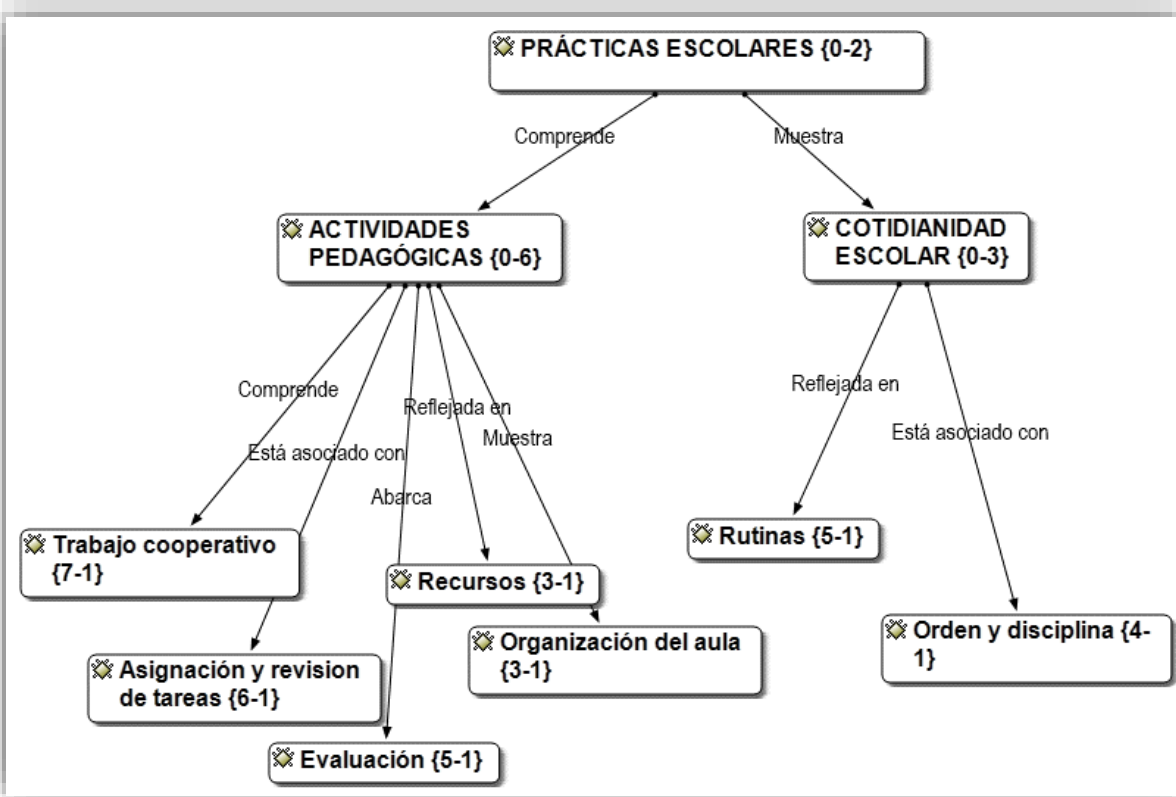 PRÁCTICAS ESCOLARES {0-2}
Comprende
Muestra
ACTIVIDADES
PEDAGÓGICAS {0-6}
COTIDIANIDAD
ESCOLAR {0-3}
Comprende
Está asociado con
Abarca
Reflejada en
Muestra
Reflejada en
Está asociado con
Trabajo cooperativo
{7-1}
Recursos {3-1}
Rutinas {5-1}
Asignación y revision
de tareas {6-1}
Organización del aula
{3-1}
Orden y disciplina {4-
1}
Evaluación {5-1}